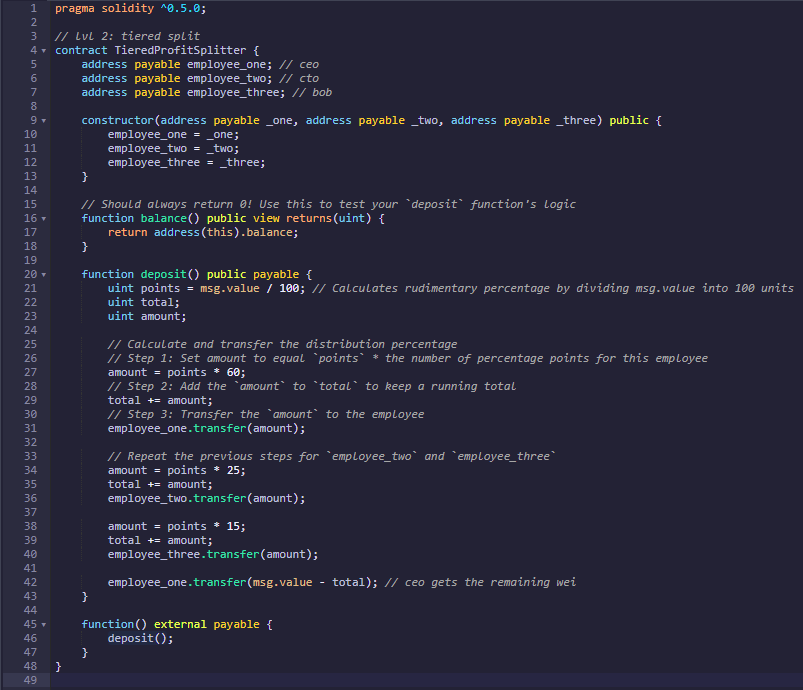 1 pragma solidity ^0.5.0;
2
3 // lvl 2: tiered split
4 contract TieredProfitSplitter {
5     address payable employee_one; // ceo
6     address payable employee_two; // cto
7     address payable employee_three; // bob
8
9     constructor(address payable _one, address payable _two, address payable _three) public {
10         employee_one = _one;
11         employee_two = _two;
12         employee_three = _three;
13     }
14
15     // Should always return 0! Use this to test your `deposit` function's logic
16     function balance() public view returns(uint) {
17         return address(this).balance;
18     }
19
20     function deposit() public payable {
21         uint points = msg.value / 100; // Calculates rudimentary percentage by dividing msg.value into 100 units
22         uint total;
23         uint amount;
24
25         // Calculate and transfer the distribution percentage
26         // Step 1: Set amount to equal `points` * the number of percentage points for this employee
27         amount = points * 60;
28         // Step 2: Add the `amount` to `total` to keep a running total
29         total += amount;
30         // Step 3: Transfer the `amount` to the employee
31         employee_one.transfer(amount);
32
33         // Repeat the previous steps for `employee_two` and `employee_three`
34         amount = points * 25;
35         total += amount;
36         employee_two.transfer(amount);
37
38         amount = points * 15;
39         total += amount;
40         employee_three.transfer(amount);
41
42         employee_one.transfer(msg.value - total); // ceo gets the remaining wei
43     }
44
45     function() external payable {
46         deposit();
47     }
48 }
49